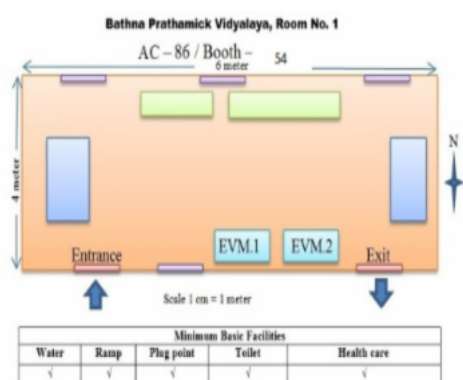 Bathna Prathamick Vidyalaya, Room No. 1
AC – 86 / Booth – 54
6 meter
4 meter
N
EVM.1 EVM.2
Entrance Exit
Scale 1 cm = 1 meter
Minimum Basic Facilities
Water Ramp Plug point Toilet Health care
√ √ √ √ √